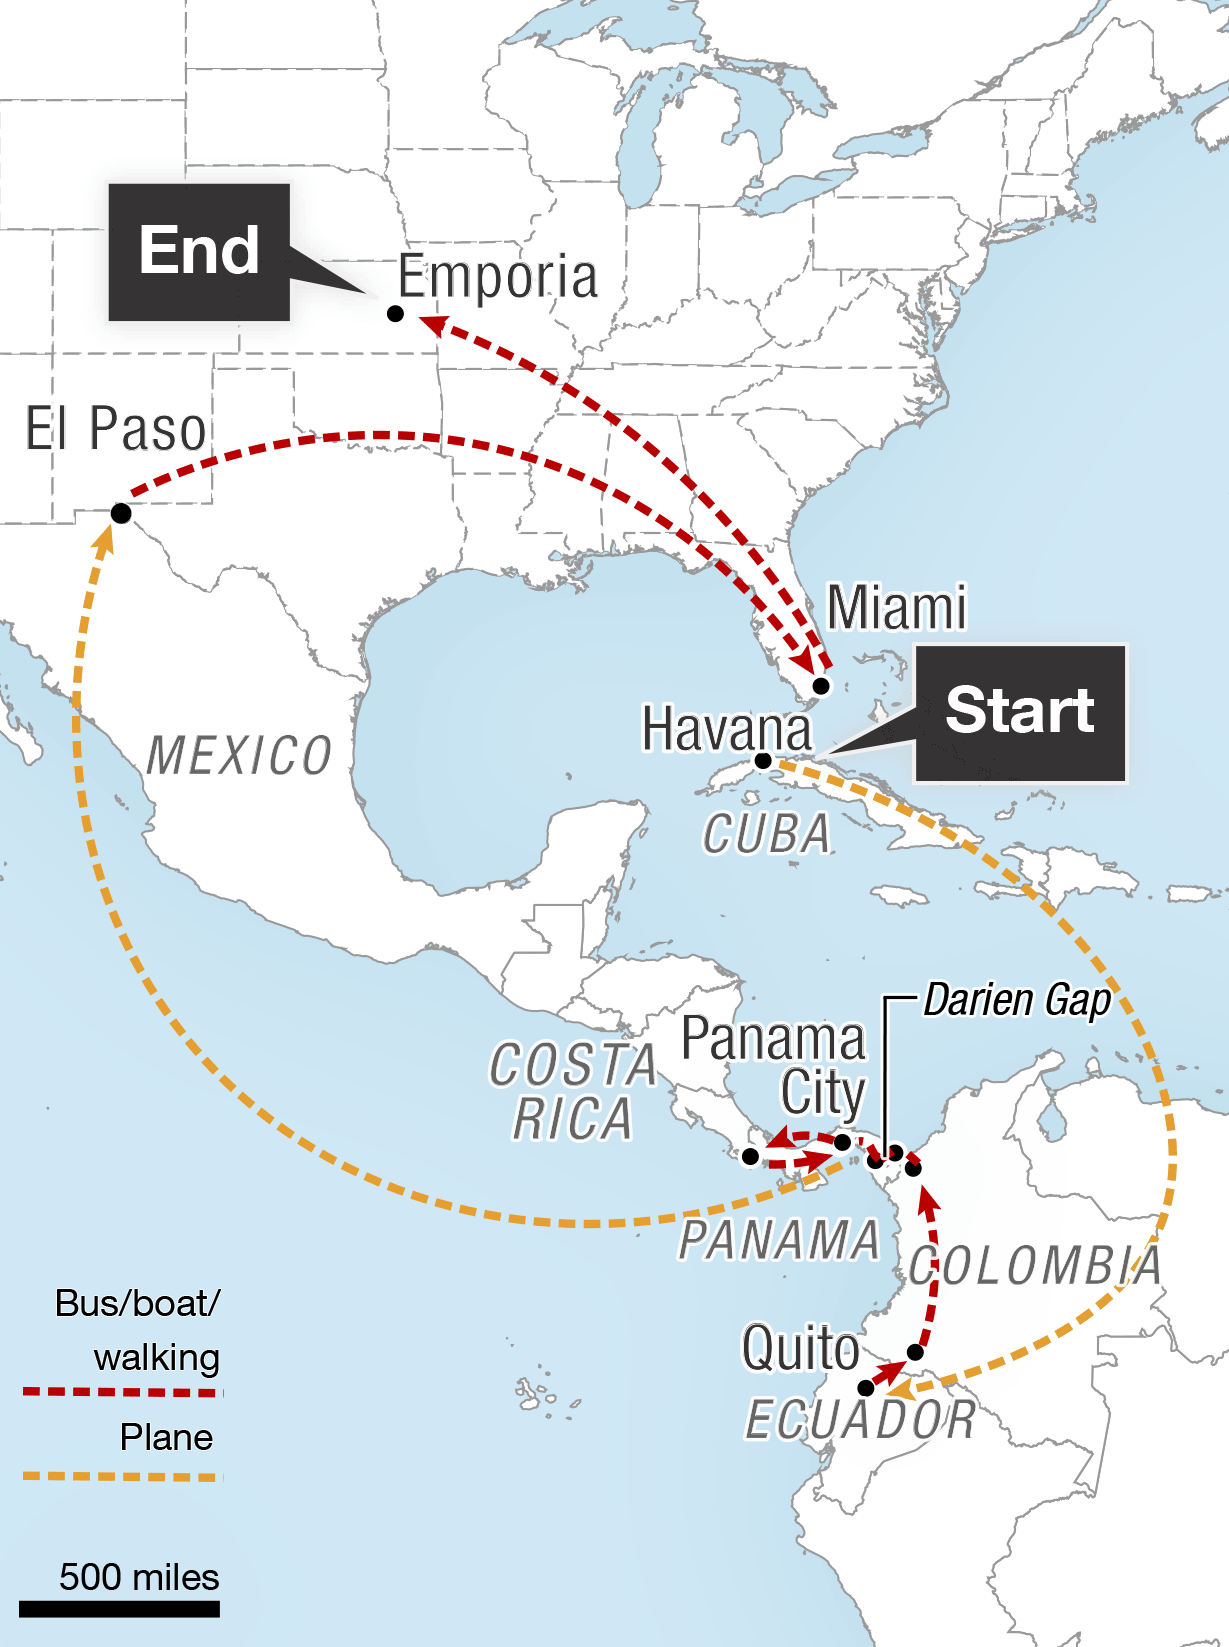 End
Emporia
El Paso
Miami
Start
Havana
MEXICO
CUBA
Darien Gap
Panama
City
COSTA
RICA
PANAMA
COLOMBIA
Quito
ECUADOR
Bus/boat/
walking
Plane
500 miles